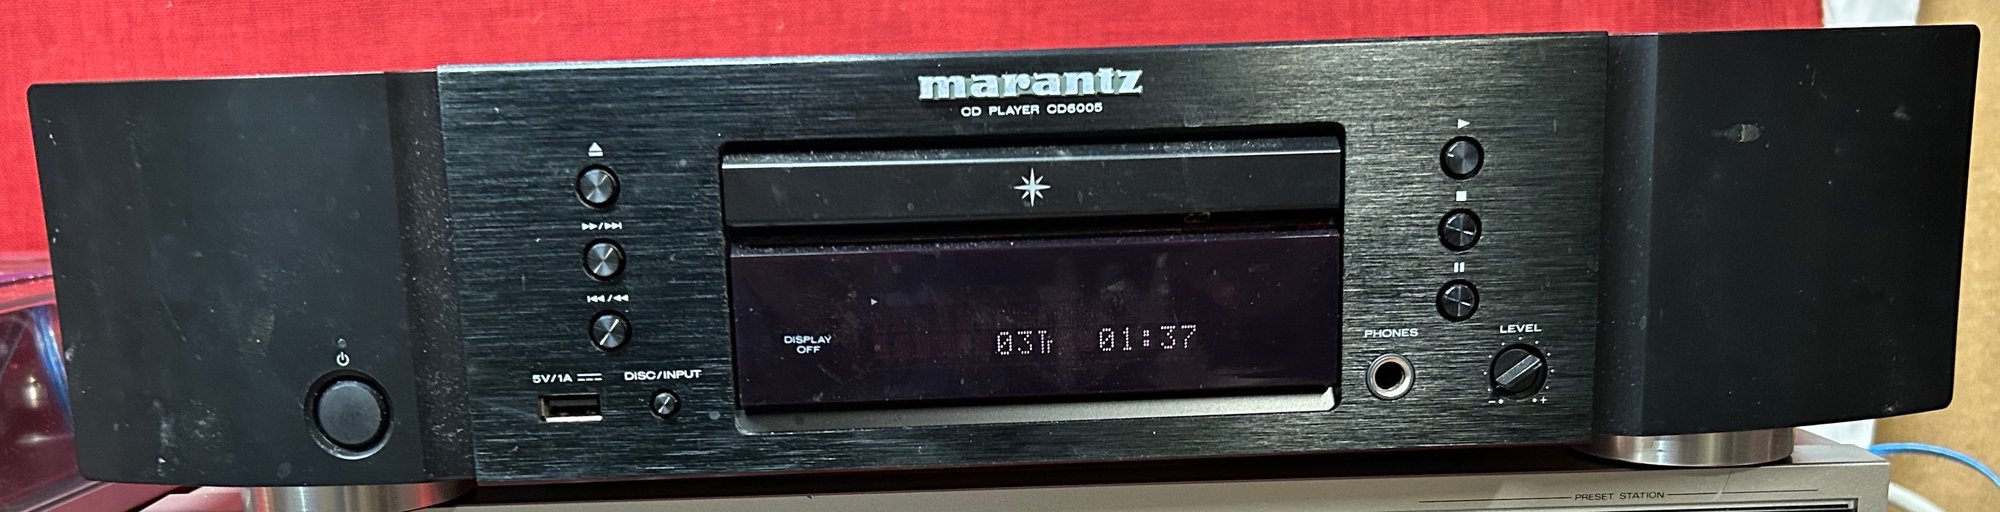 marantz
CD PLAYER CD6005
DISPLAY
OFF
03Tr 01:37
5V/1A
DISC/INPUT
PHONES
LEVEL
- +
PRESET STATION